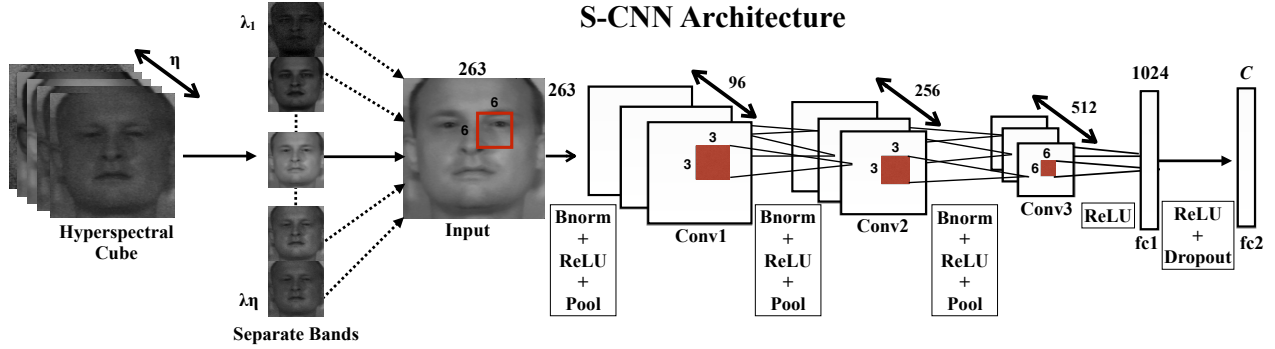 S-CNN Architecture
η
Hyperspectral
Cube
λ1
λη
Separate Bands
263
263
6
6
Input
Bnorm
+
ReLU
+
Pool
96
3
3
Conv1
Bnorm
+
ReLU
+
Pool
256
3
3
Conv2
Bnorm
+
ReLU
+
Pool
512
6
6
Conv3
ReLU
1024
fc1
ReLU
+
Dropout
C
fc2